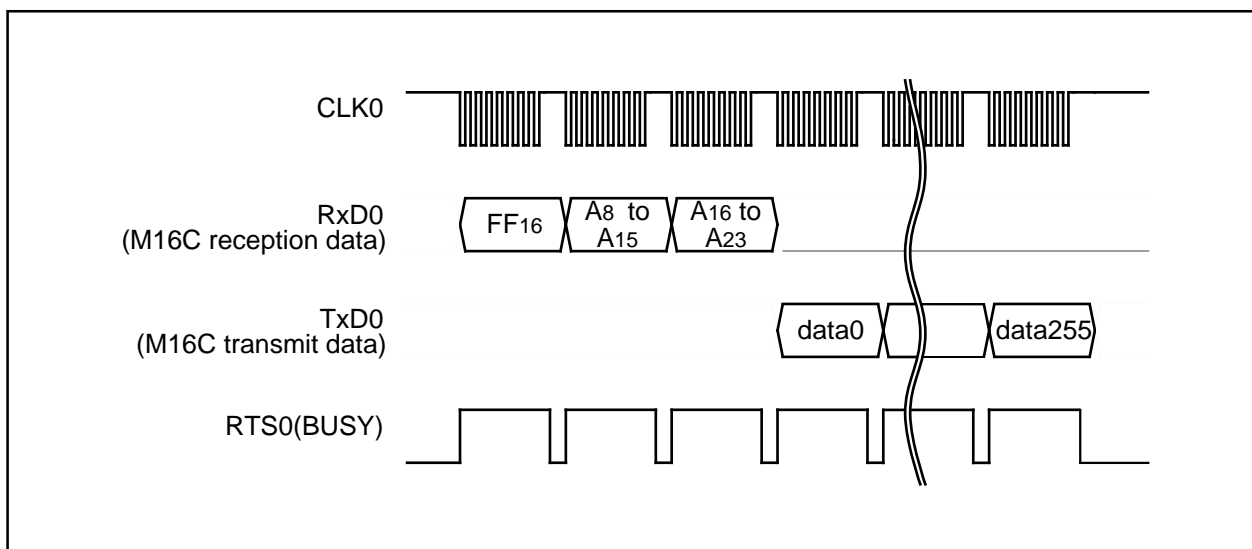 CLK0
RxD0
(M16C reception data)
FF16
A8 to
A15
A16 to
A23
TxD0
(M16C transmit data)
data0
data255
RTS0(BUSY)